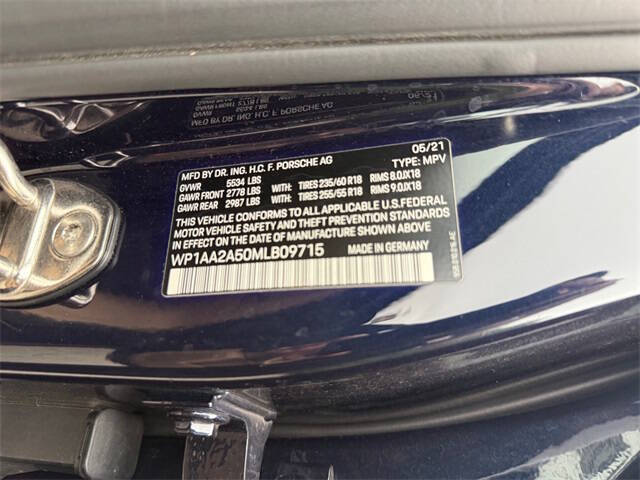 MFD BY DR. ING. H.C. F. PORSCHE AG 05/21
GVWR 5534 LBS TYPE: MPV
GAWR FRONT 2778 LBS WITH: TIRES 235/60 R18 RIMS 8.0JX18
GAWR REAR 2987 LBS WITH: TIRES 255/55 R18 RIMS 9.0JX18
THIS VEHICLE CONFORMS TO ALL APPLICABLE U.S.FEDERAL
MOTOR VEHICLE SAFETY AND THEFT PREVENTION STANDARDS
IN EFFECT ON THE DATE OF MANUFACTURE SHOWN ABOVE
WP1AA2A50MLB09715 MADE IN GERMANY